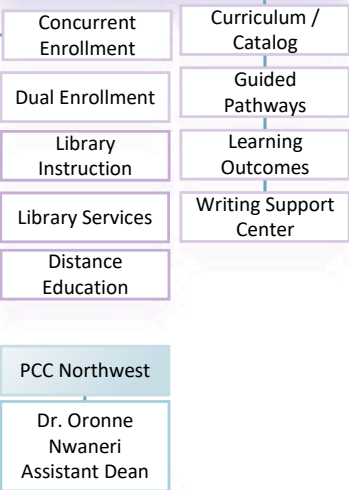 Concurrent
Enrollment
Dual Enrollment
Library
Instruction
Library Services
Distance
Education
Curriculum /
Catalog
Guided
Pathways
Learning
Outcomes
Writing Support
Center
PCC Northwest
Dr. Oronne
Nwaneri
Assistant Dean